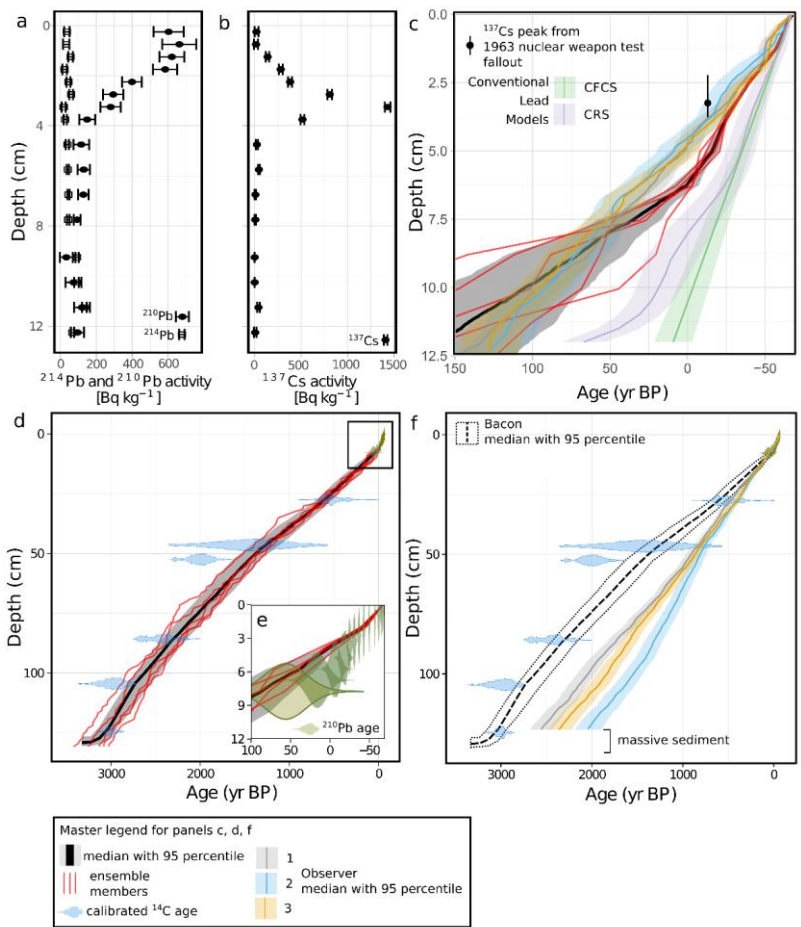 a
b
c
0
4
8
12
Depth (cm)
0 200 400 600
²¹⁰Pb
²¹⁴Pb
²¹⁴Pb and ²¹⁰Pb activity
[Bq kg⁻¹]
0 500 1000 1500
¹³⁷Cs
¹³⁷Cs activity
[Bq kg⁻¹]
0.0
2.5
5.0
7.5
10.0
12.5
Depth (cm)
¹³⁷Cs peak from
1963 nuclear weapon test
fallout
Conventional
Lead
Models
CFCS
CRS
150 100 50 0 -50
Age (yr BP)
d
0
50
100
Depth (cm)
3000 2000 1000 0
Age (yr BP)
e
0
3
6
9
12
²¹⁰Pb age
100 50 0 -50
f
Bacon
median with 95 percentile
0
50
100
Depth (cm)
massive sediment
3000 2000 1000 0
Age (yr BP)
Master legend for panels c, d, f
median with 95 percentile
ensemble
members
calibrated ¹⁴C age
1
2
3
Observer
median with 95 percentile